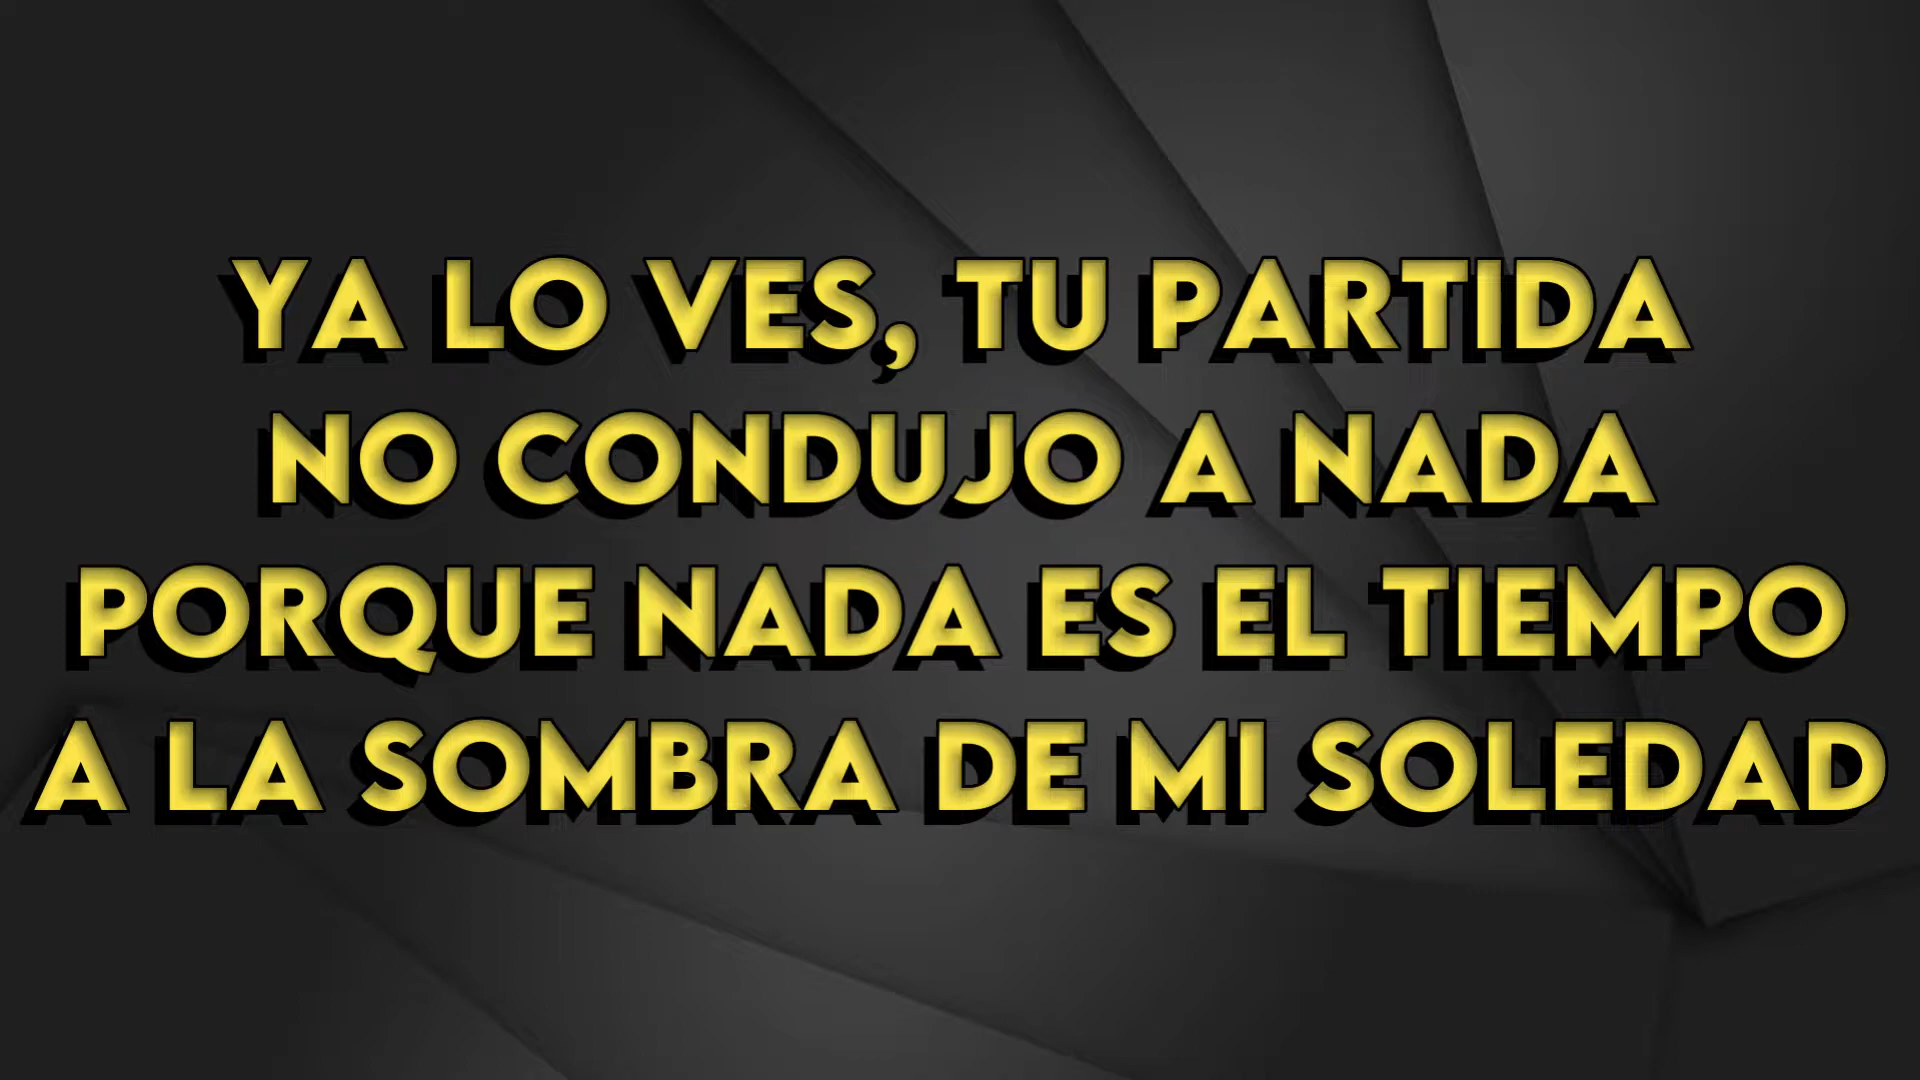 YA LO VES, TU PARTIDA
NO CONDUJO A NADA
PORQUE NADA ES EL TIEMPO
A LA SOMBRA DE MI SOLEDAD